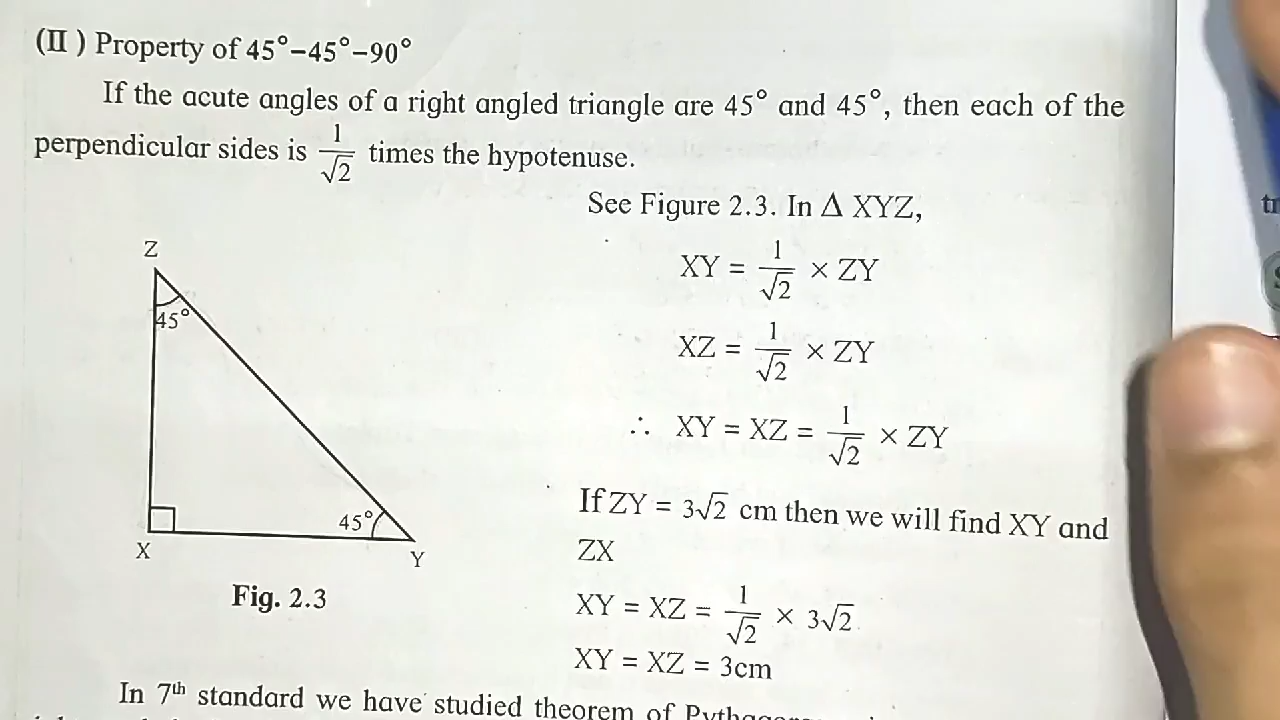 (II ) Property of 45°–45°–90°
If the acute angles of a right angled triangle are 45° and 45°, then each of the
perpendicular sides is 1/√2 times the hypotenuse.
See Figure 2.3. In Δ XYZ,
XY = 1/√2 × ZY
XZ = 1/√2 × ZY
∴ XY = XZ = 1/√2 × ZY
If ZY = 3√2 cm then we will find XY and
ZX
XY = XZ = 1/√2 × 3√2
XY = XZ = 3cm
Z
45°
45°
X
Y
Fig. 2.3
In 7th standard we have studied theorem of